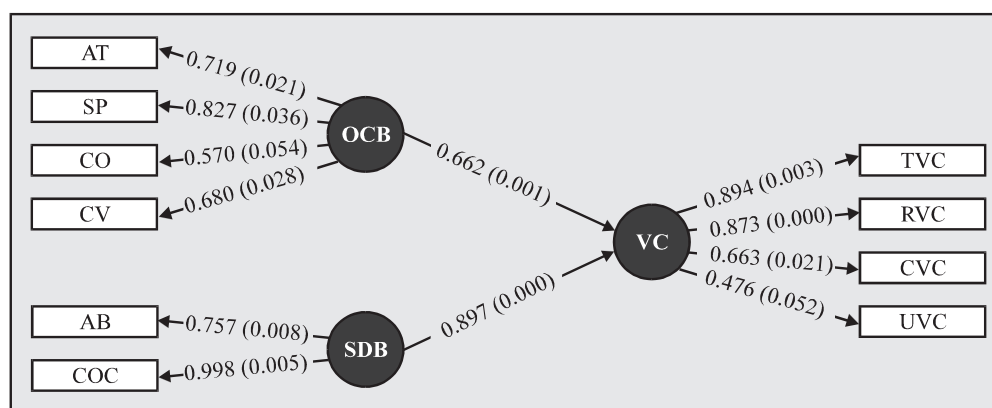 AT
0.719 (0.021)
SP
0.827 (0.036)
OCB
CO
0.570 (0.054)
CV
0.680 (0.028)
0.662 (0.001)
TVC
0.894 (0.003)
RVC
0.873 (0.000)
VC
0.663 (0.021)
CVC
0.476 (0.052)
UVC
AB
0.757 (0.008)
0.897 (0.000)
SDB
COC
0.998 (0.005)